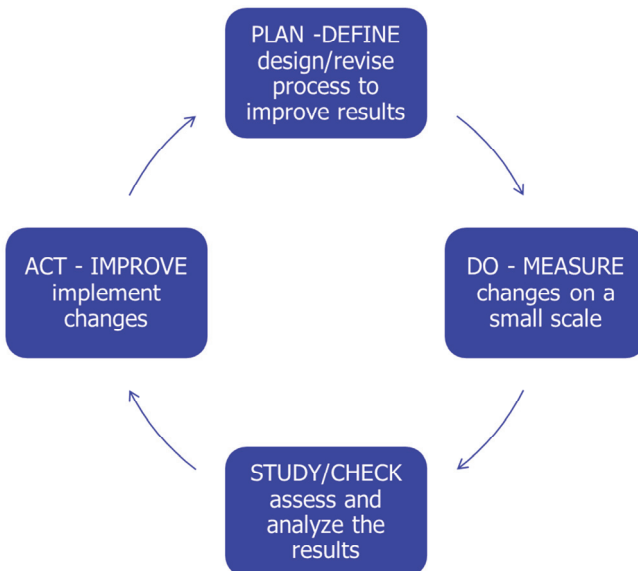 PLAN -DEFINE
design/revise
process to
improve results
DO - MEASURE
changes on a
small scale
STUDY/CHECK
assess and
analyze the
results
ACT - IMPROVE
implement
changes